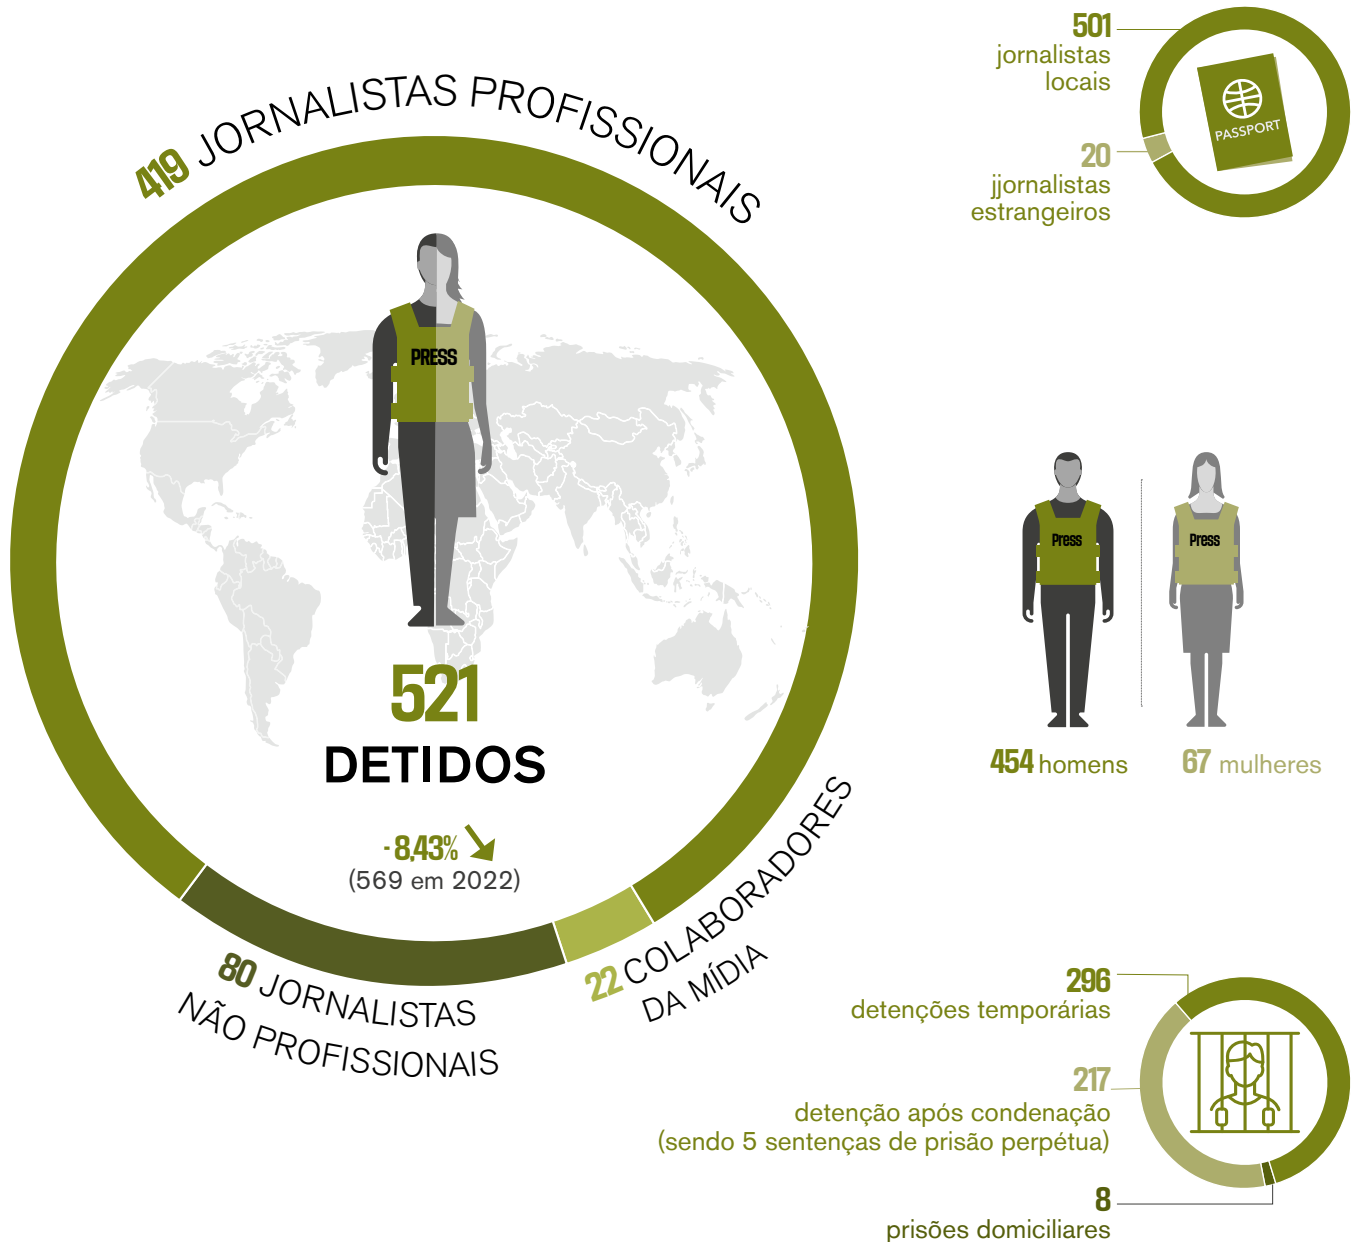 419 JORNALISTAS PROFISSIONAIS
PRESS
521
DETIDOS
- 8,43%
(569 em 2022)
80 JORNALISTAS
NÃO PROFISSIONAIS
22 COLABORADORES
DA MÍDIA
501
jornalistas
locais
20
jjornalistas
estrangeiros
PASSPORT
Press
Press
454 homens
67 mulheres
296
detenções temporárias
217
detenção após condenação
(sendo 5 sentenças de prisão perpétua)
8
prisões domiciliares